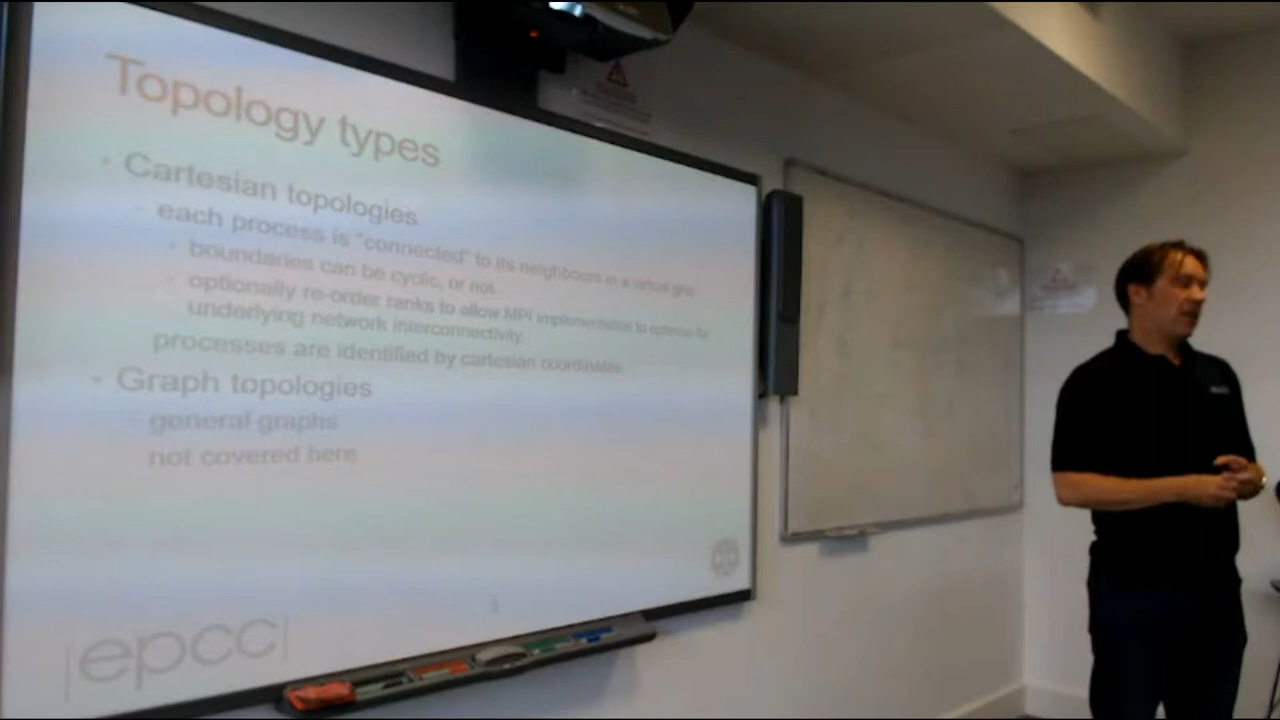 Topology types
• Cartesian topologies
– each process is "connected" to its neighbours in a virtual grid
• boundaries can be cyclic, or not
• optionally re-order ranks to allow MPI implementation to optimise for
underlying network interconnectivity.
processes are identified by cartesian coordinates
• Graph topologies
general graphs
not covered here
|epcc|